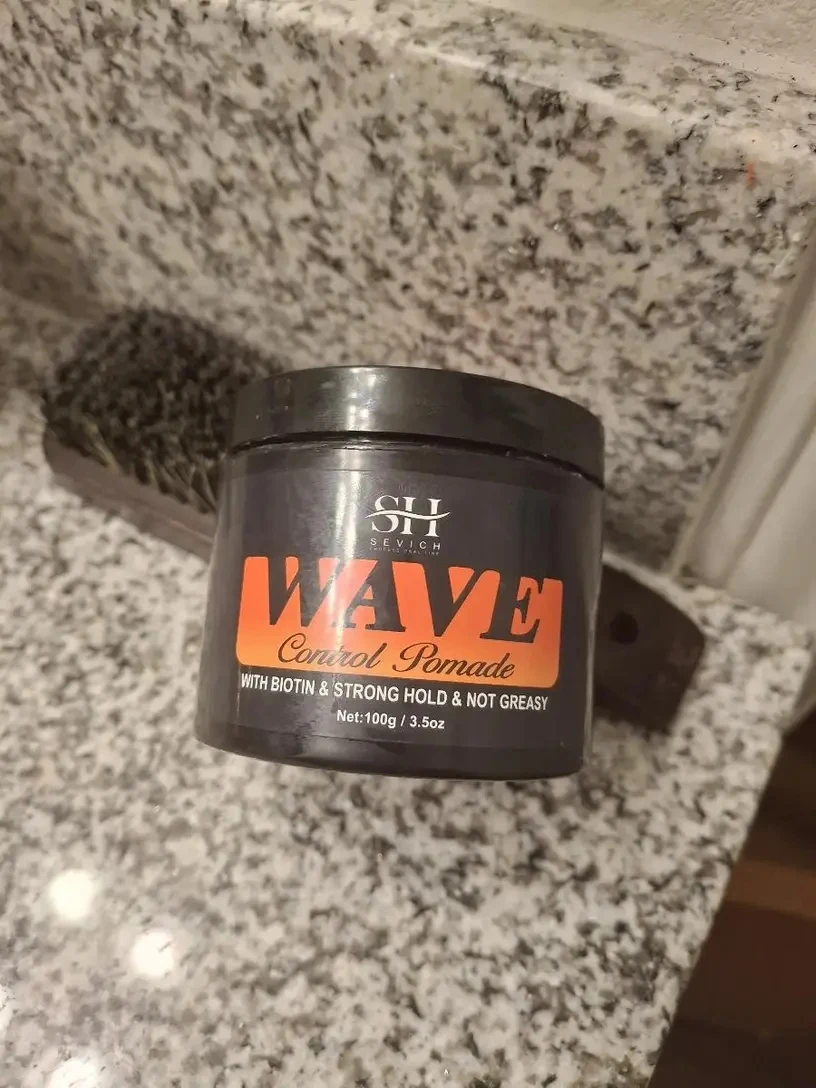 SH
SEVICH
WAVE
Control Pomade
WITH BIOTIN & STRONG HOLD & NOT GREASY
Net:100g / 3.5oz